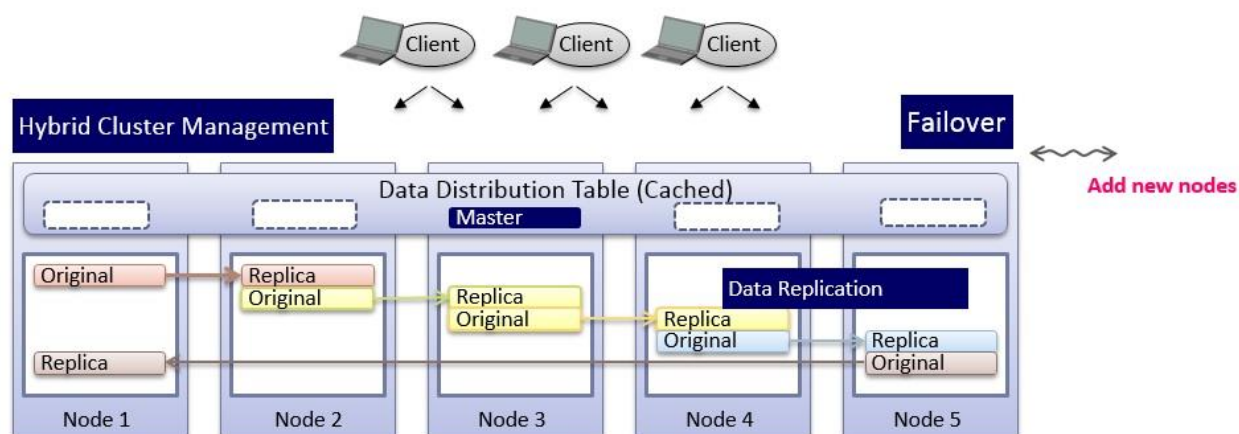 Client
Client
Client
Hybrid Cluster Management
Failover
Add new nodes
Data Distribution Table (Cached)
Master
Original
Replica
Original
Replica
Original
Data Replication
Replica
Original
Replica
Replica
Original
Node 1
Node 2
Node 3
Node 4
Node 5